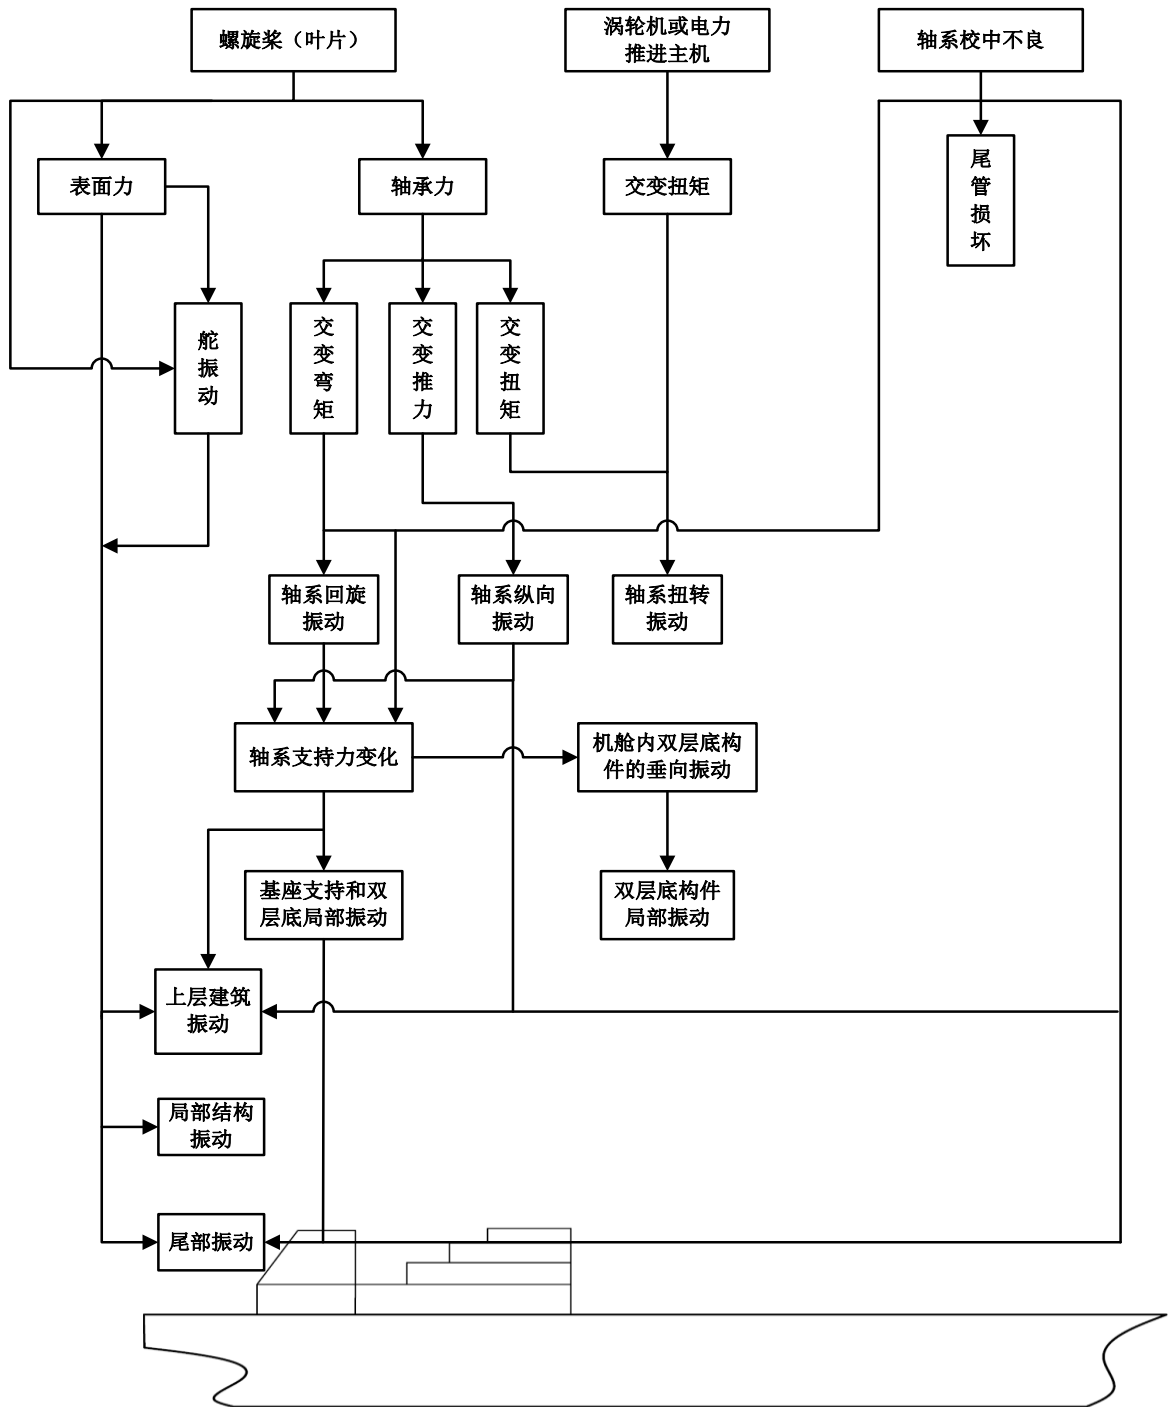 螺旋桨（叶片）
涡轮机或电力
推进主机
轴系校中不良
表面力
轴承力
交变扭矩
尾管损坏
舵振动
交变弯矩
交变推力
交变扭矩
轴系回旋
振动
轴系纵向
振动
轴系扭转
振动
轴系支持力变化
机舱内双层底构
件的垂向振动
基座支持和双
层底局部振动
双层底构件
局部振动
上层建筑
振动
局部结构
振动
尾部振动